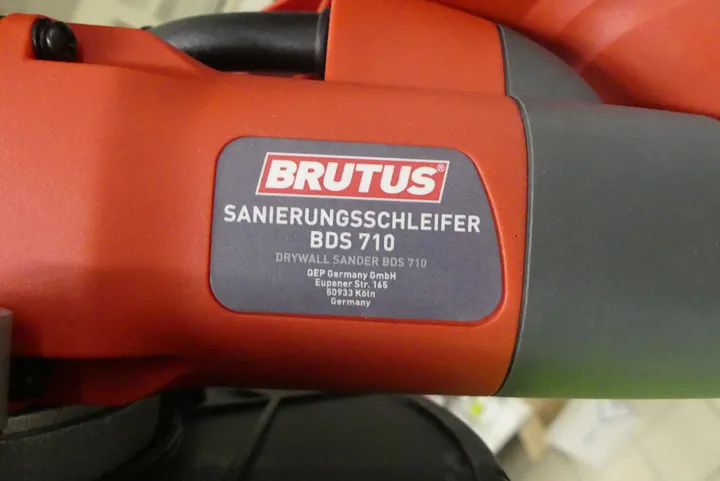 BRUTUS®
SANIERUNGSSCHLEIFER
BDS 710
DRYWALL SANDER BDS 710
QEP Germany GmbH
Eupener Str. 165
50933 Köln
Germany